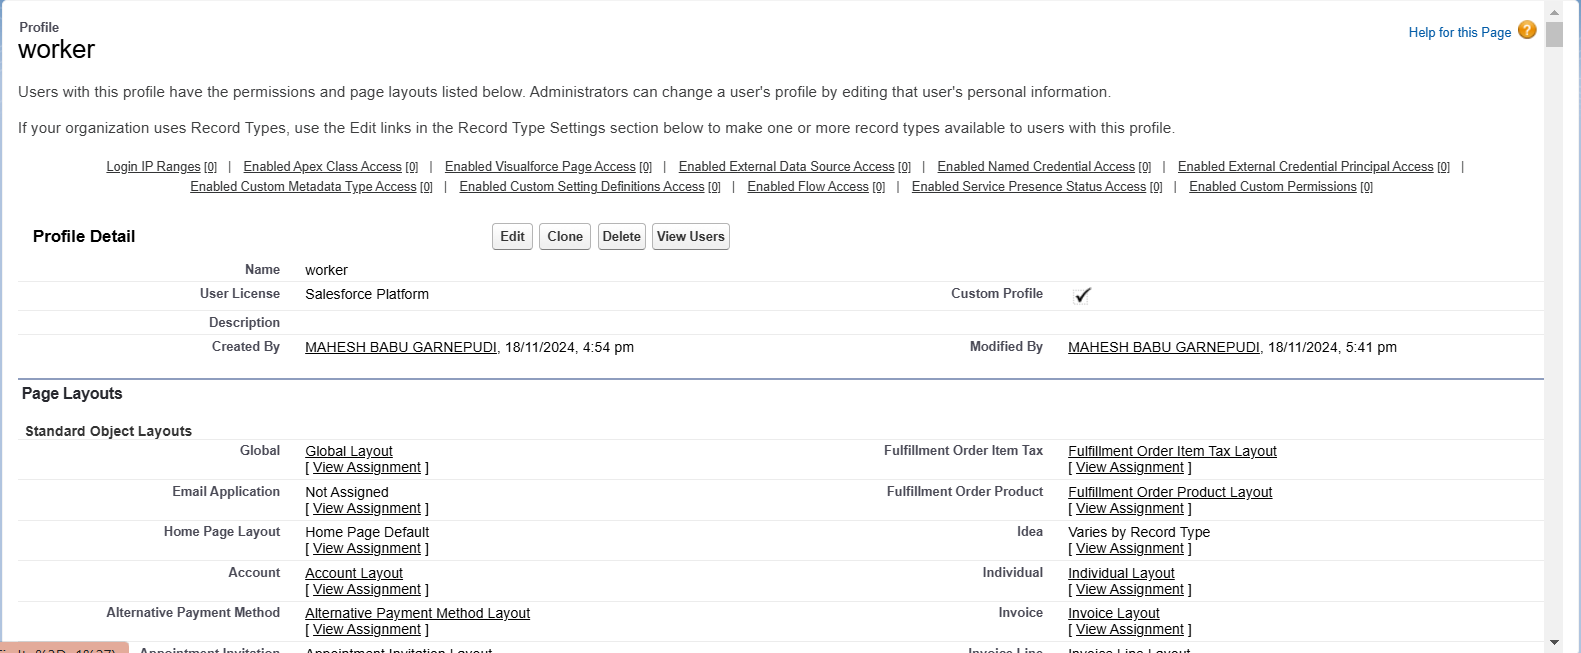 Profile
worker
Help for this Page ?
Users with this profile have the permissions and page layouts listed below. Administrators can change a user's profile by editing that user's personal information.
If your organization uses Record Types, use the Edit links in the Record Type Settings section below to make one or more record types available to users with this profile.
Login IP Ranges [0] | Enabled Apex Class Access [0] | Enabled Visualforce Page Access [0] | Enabled External Data Source Access [0] | Enabled Named Credential Access [0] | Enabled External Credential Principal Access [0] |
Enabled Custom Metadata Type Access [0] | Enabled Custom Setting Definitions Access [0] | Enabled Flow Access [0] | Enabled Service Presence Status Access [0] | Enabled Custom Permissions [0]
Profile Detail Edit Clone Delete View Users
Name worker
User License Salesforce Platform Custom Profile
Description
Created By MAHESH BABU GARNEPUDI, 18/11/2024, 4:54 pm Modified By MAHESH BABU GARNEPUDI, 18/11/2024, 5:41 pm
Page Layouts
Standard Object Layouts
Global Global Layout Fulfillment Order Item Tax Fulfillment Order Item Tax Layout
[ View Assignment ] [ View Assignment ]
Email Application Not Assigned Fulfillment Order Product Fulfillment Order Product Layout
[ View Assignment ] [ View Assignment ]
Home Page Layout Home Page Default Idea Varies by Record Type
[ View Assignment ] [ View Assignment ]
Account Account Layout Individual Individual Layout
[ View Assignment ] [ View Assignment ]
Alternative Payment Method Alternative Payment Method Layout Invoice Invoice Layout
[ View Assignment ] [ View Assignment ]
Appointment Invitation Appointment Invitation Layout Invoice Line Invoice Line Layout